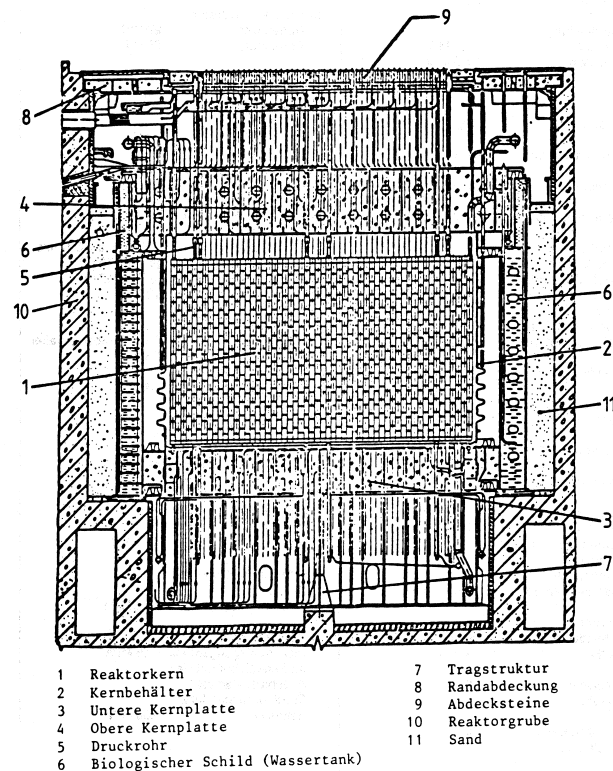 9
8
4
6
5
10
1
6
2
11
3
7
1 Reaktorkern
2 Kernbehälter
3 Untere Kernplatte
4 Obere Kernplatte
5 Druckrohr
6 Biologischer Schild (Wassertank)
7 Tragstruktur
8 Randabdeckung
9 Abdecksteine
10 Reaktorgrube
11 Sand